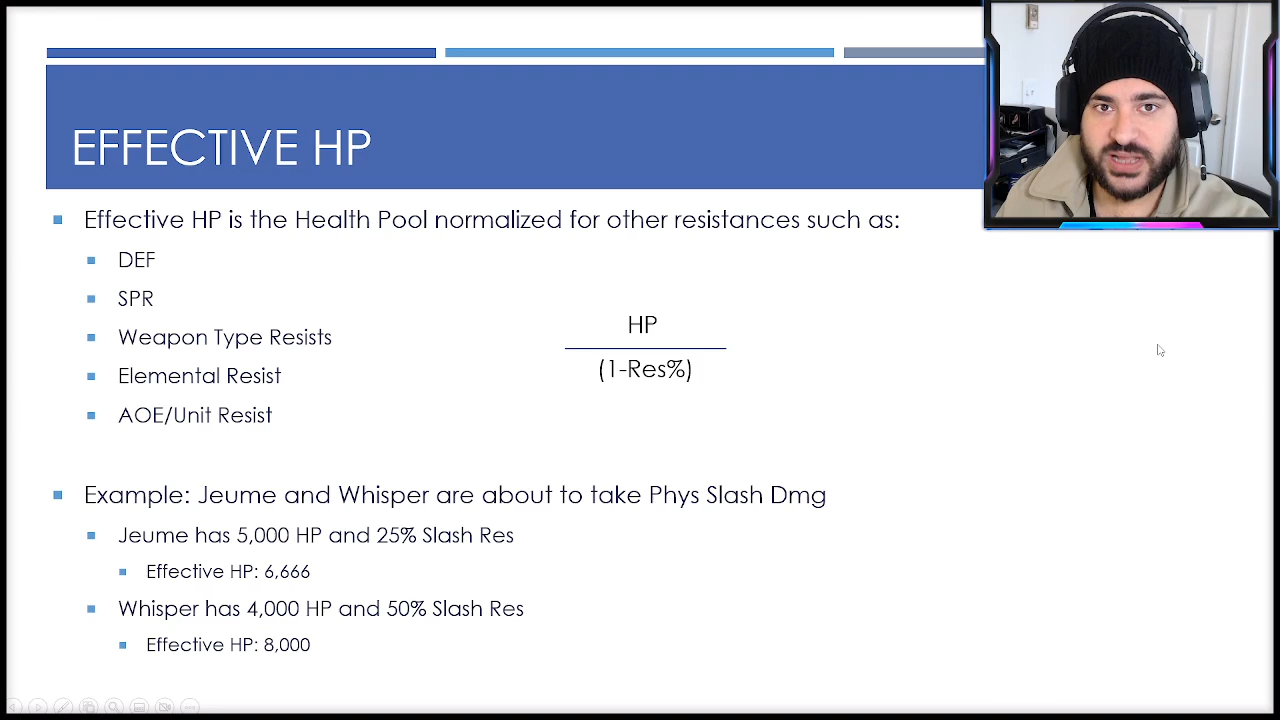 EFFECTIVE HP
Effective HP is the Health Pool normalized for other resistances such as:
DEF
SPR
Weapon Type Resists
Elemental Resist
AOE/Unit Resist
HP
(1-Res%)
Example: Jeume and Whisper are about to take Phys Slash Dmg
Jeume has 5,000 HP and 25% Slash Res
Effective HP: 6,666
Whisper has 4,000 HP and 50% Slash Res
Effective HP: 8,000